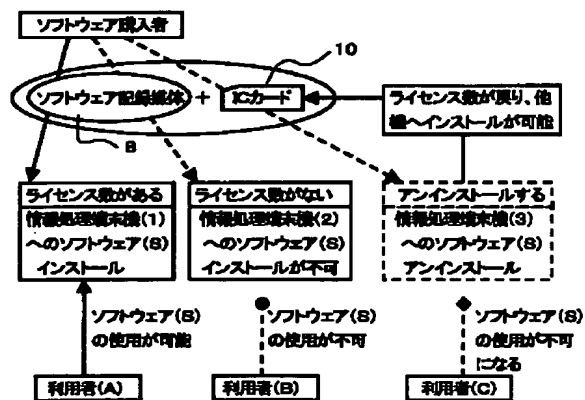 ソフトウェア購入者
10
ソフトウェア記録媒体
+
ICカード
B
ライセンス数が戻り、他
機へインストールが可能
ライセンス数がある
情報処理端末機(1)
へのソフトウェア(S)
インストール
ライセンス数がない
情報処理端末機(2)
へのソフトウェア(S)
インストールが不可
アンインストールする
情報処理端末機(3)
へのソフトウェア(S)
アンインストール
ソフトウェア(S)
の使用が可能
ソフトウェア(S)
の使用が不可
ソフトウェア(S)
の使用が不可
になる
利用者(A)
利用者(B)
利用者(C)